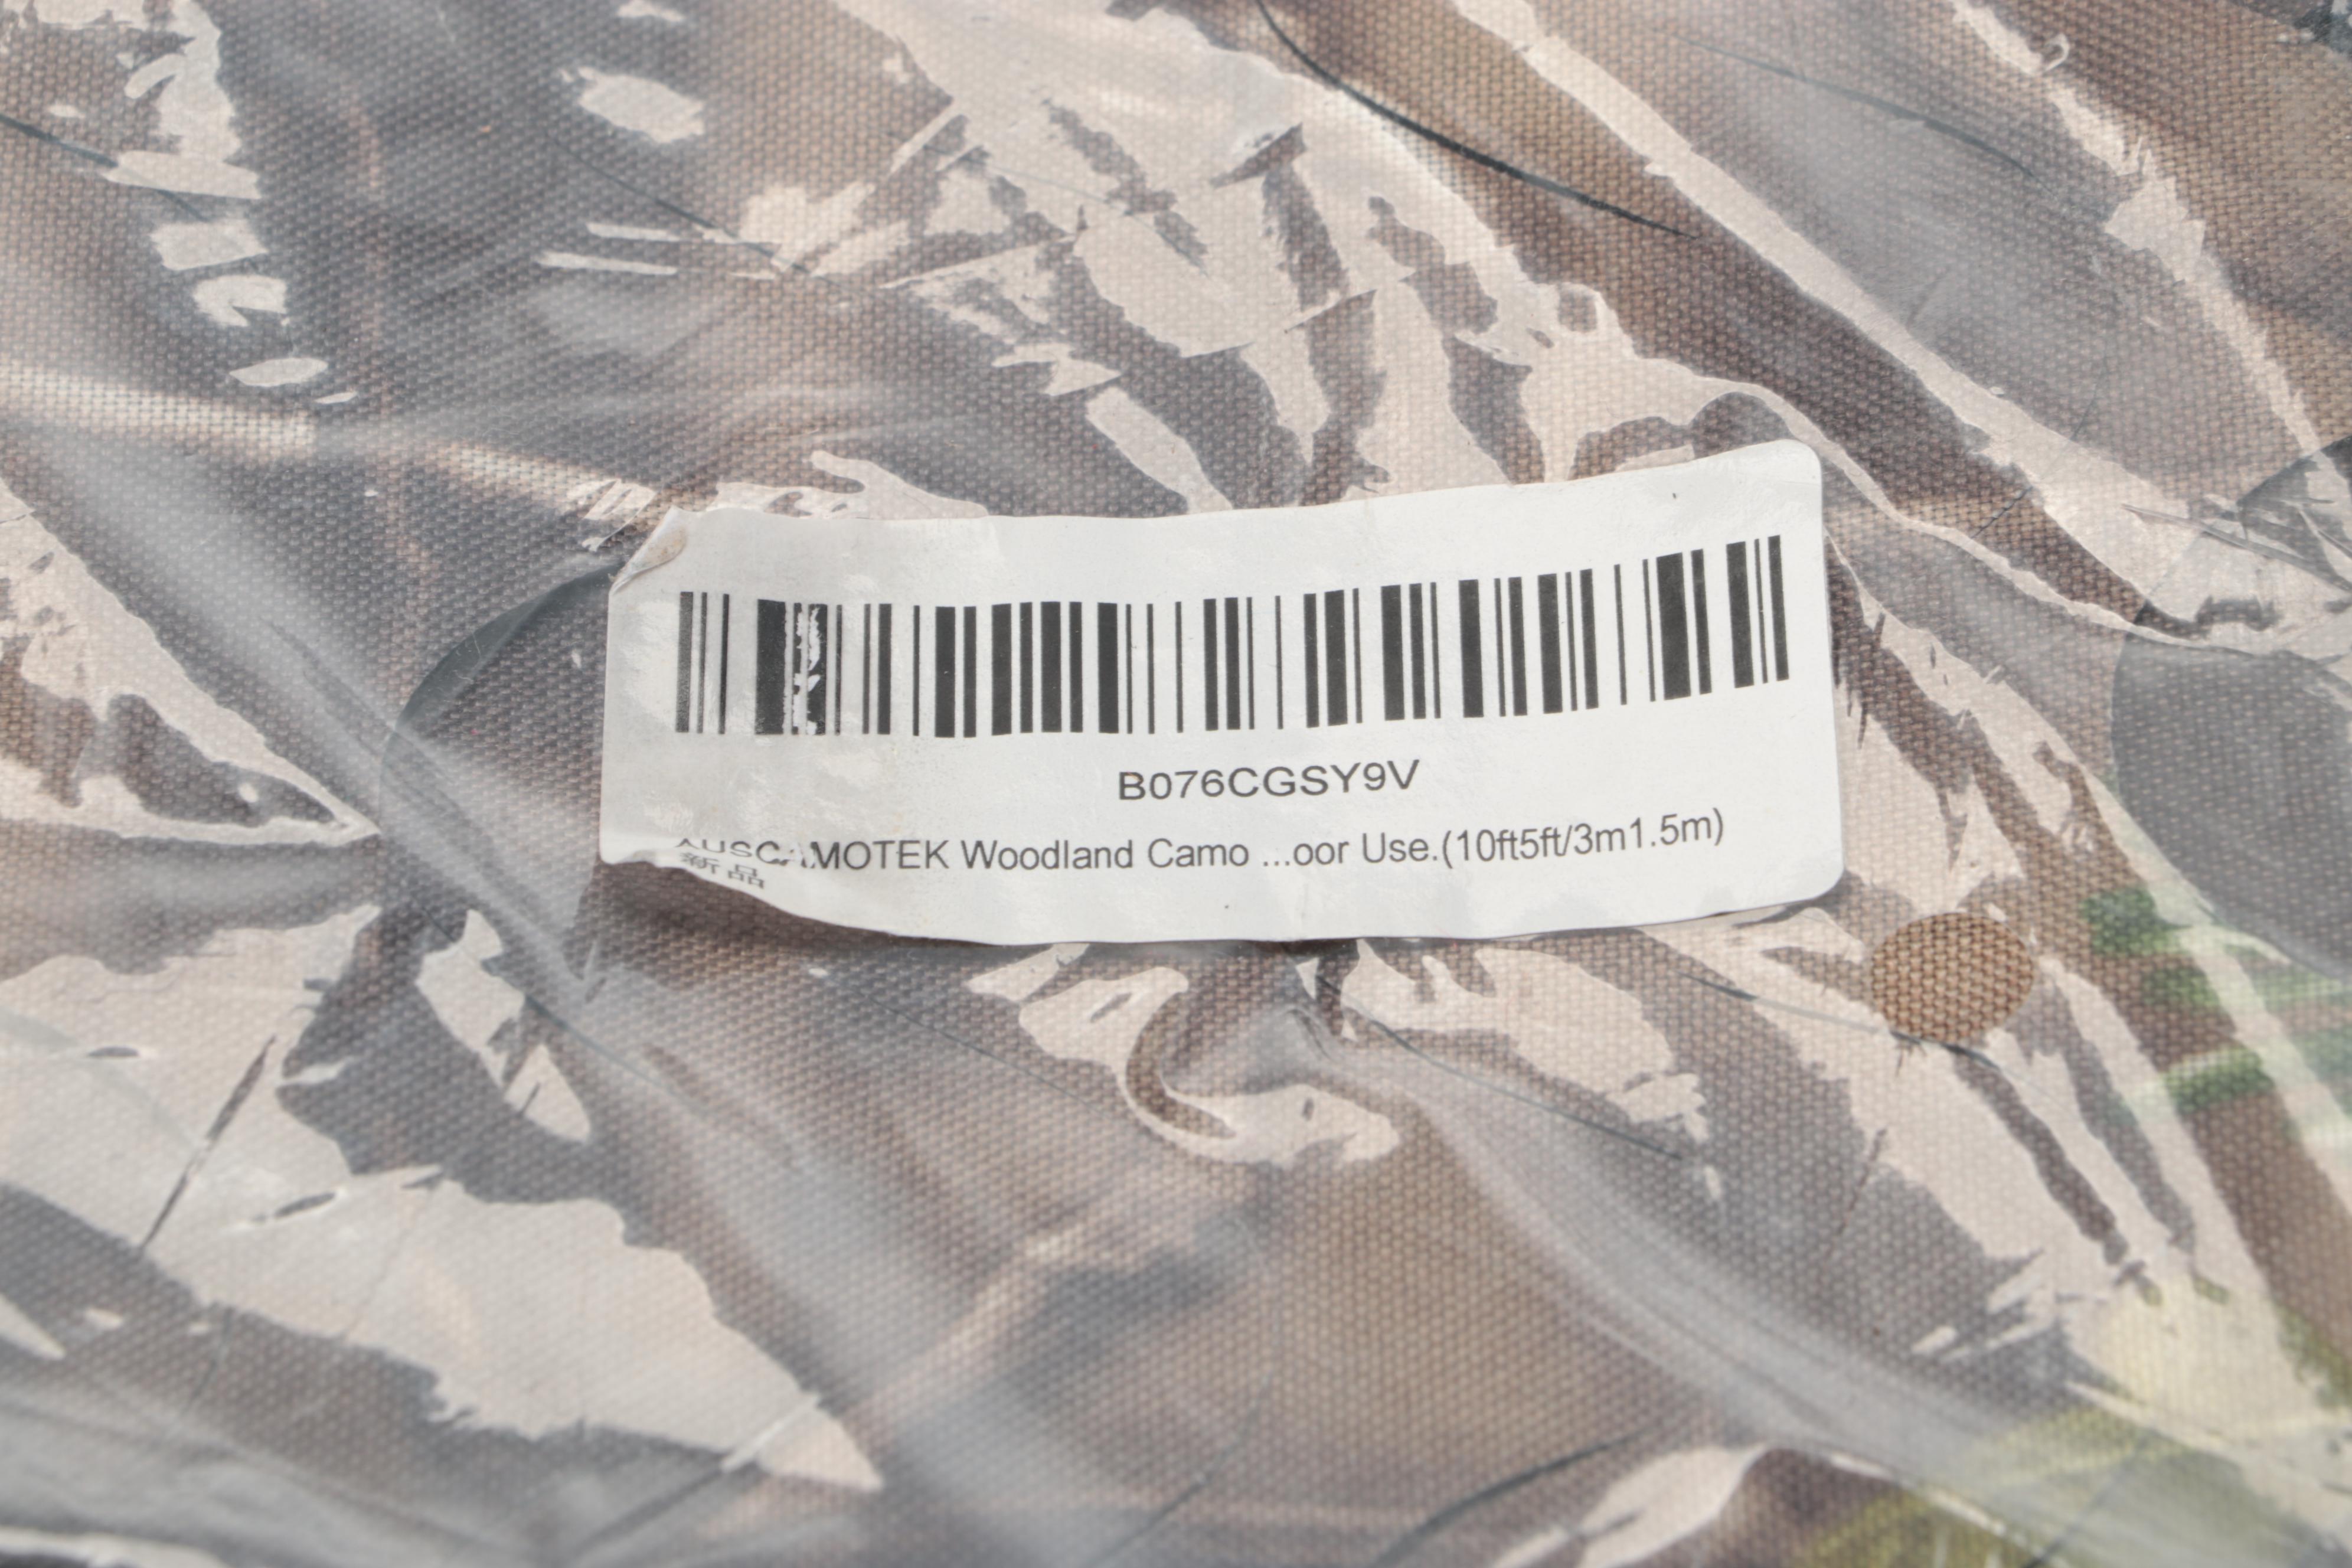 B076CGSY9V
AUSCAMOTEK Woodland Camo ...oor Use.(10ft5ft/3m1.5m)
新品